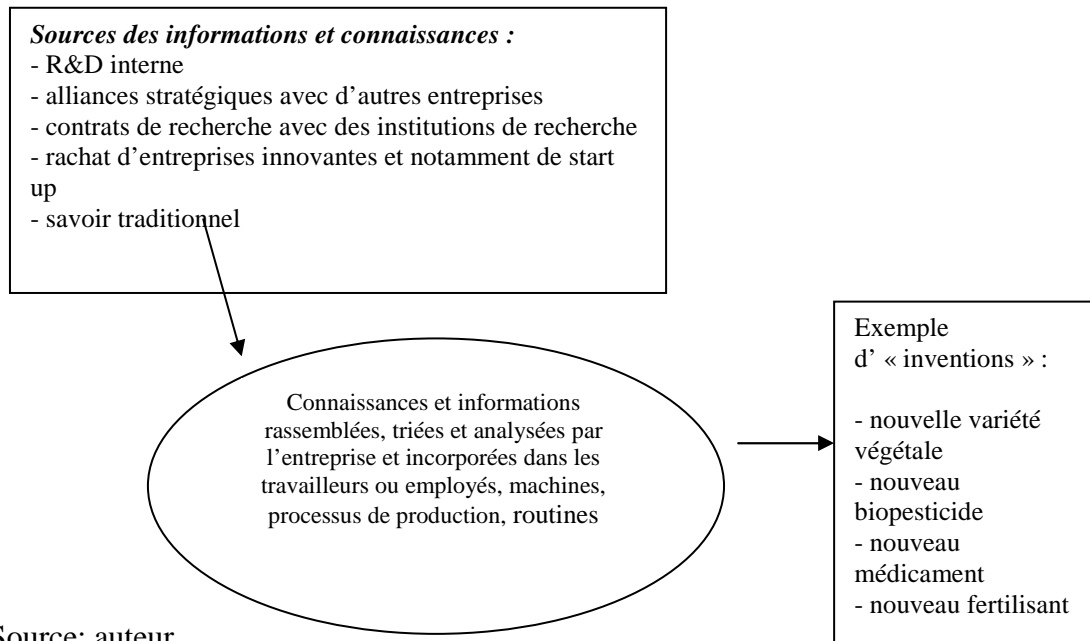 Sources des informations et connaissances :
- R&D interne
- alliances stratégiques avec d'autres entreprises
- contrats de recherche avec des institutions de recherche
- rachat d'entreprises innovantes et notamment de start
up
- savoir traditionnel
Connaissances et informations
rassemblées, triées et analysées par
l'entreprise et incorporées dans les
travailleurs ou employés, machines,
processus de production, routines
Exemple
d' « inventions » :
- nouvelle variété
végétale
- nouveau
biopesticide
- nouveau
médicament
- nouveau fertilisant
Source: auteur